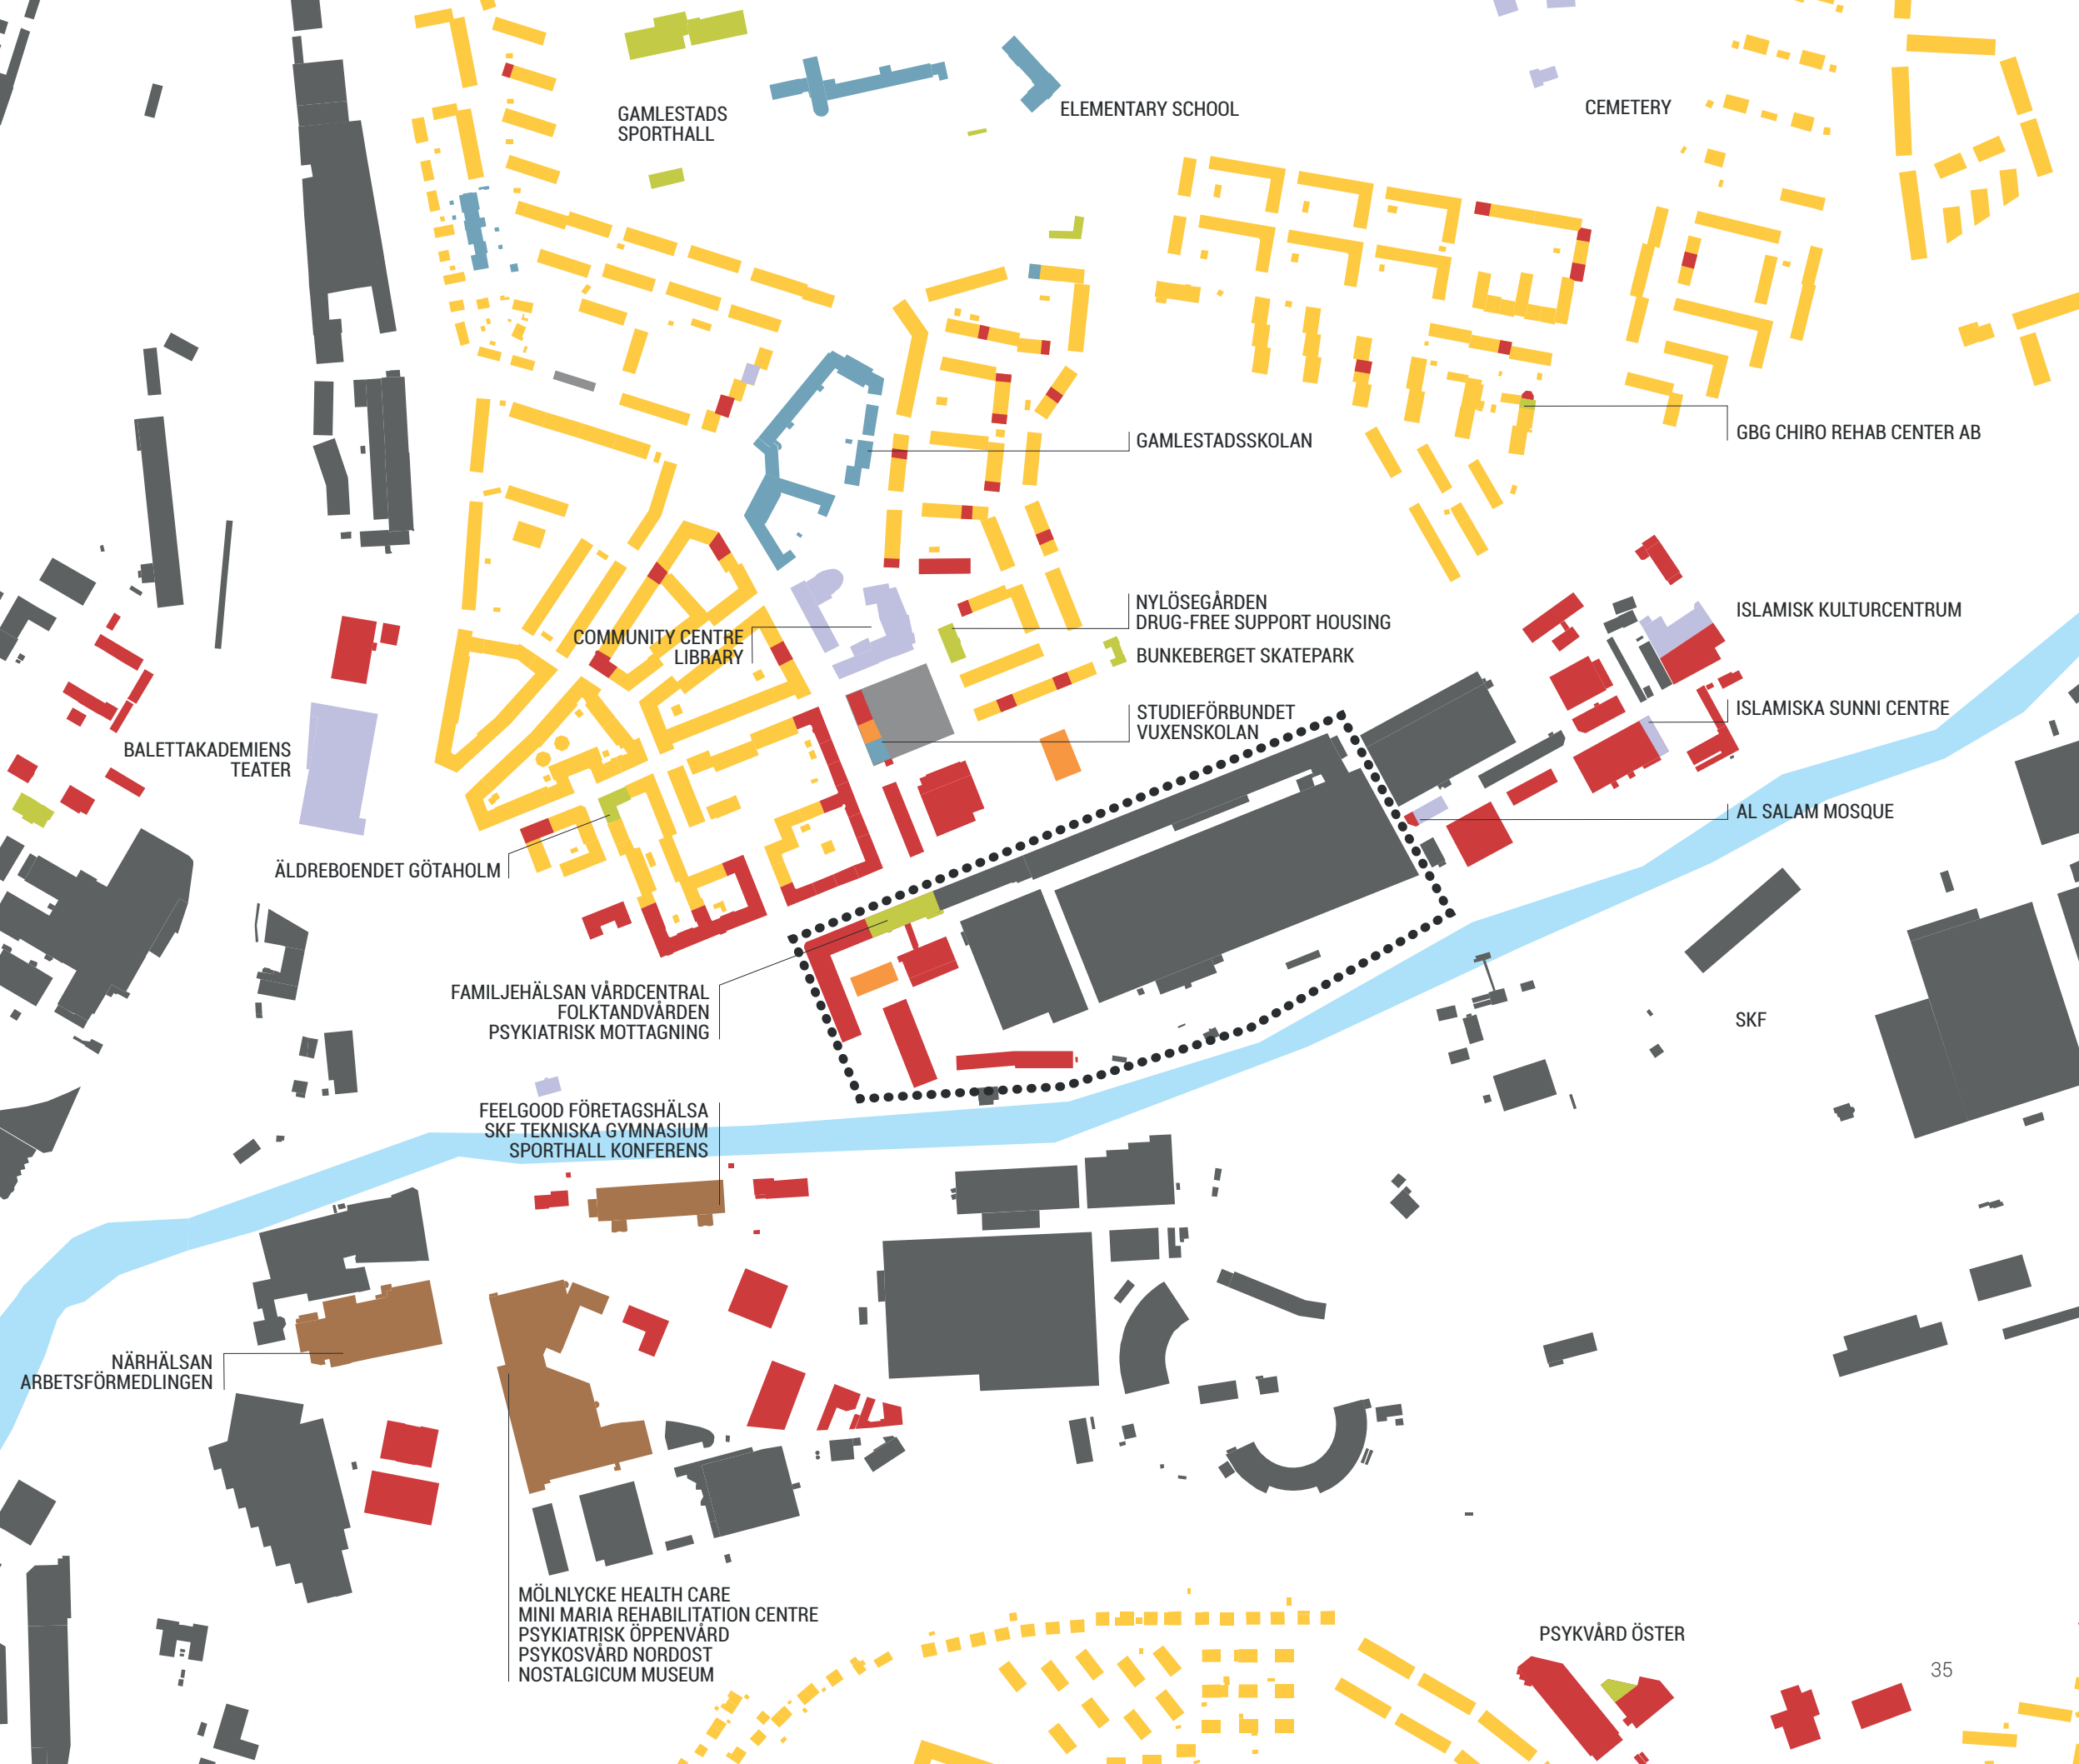 GAMLESTADS
SPORTHALL
ELEMENTARY SCHOOL
CEMETERY
GAMLESTADSSKOLAN
GBG CHIRO REHAB CENTER AB
NYLÖSEGÅRDEN
DRUG-FREE SUPPORT HOUSING
BUNKEBERGET SKATEPARK
ISLAMISK KULTURCENTRUM
COMMUNITY CENTRE
LIBRARY
STUDIEFÖRBUNDET
VUXENSKOLAN
ISLAMISKA SUNNI CENTRE
BALETTAKADEMIENS
TEATER
AL SALAM MOSQUE
ÄLDREBOENDET GÖTAHOLM
FAMILJEHÄLSAN VÅRDCENTRAL
FOLKTANDVÅRDEN
PSYKIATRISK MOTTAGNING
SKF
FEELGOOD FÖRETAGSHÄLSA
SKF TEKNISKA GYMNASIUM
SPORTHALL KONFERENS
NÄRHÄLSAN
ARBETSFÖRMEDLINGEN
MÖLNLYCKE HEALTH CARE
MINI MARIA REHABILITATION CENTRE
PSYKIATRISK ÖPPENVÅRD
PSYKOSVÅRD NORDOST
NOSTALGICUM MUSEUM
PSYKVÅRD ÖSTER
35